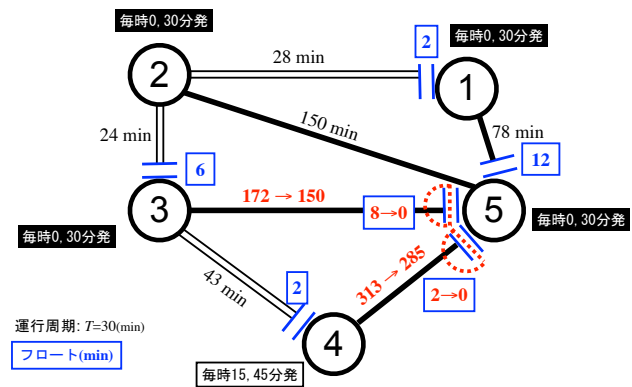 毎時0,30分発
2
28 min
2
毎時0,30分発
1
24 min
150 min
78 min
6
12
172 → 150
8→0
3
5
毎時0,30分発
毎時0,30分発
43 min
313 → 285
2
2→0
4
運行周期: T=30(min)
フロート(min)
毎時15,45分発